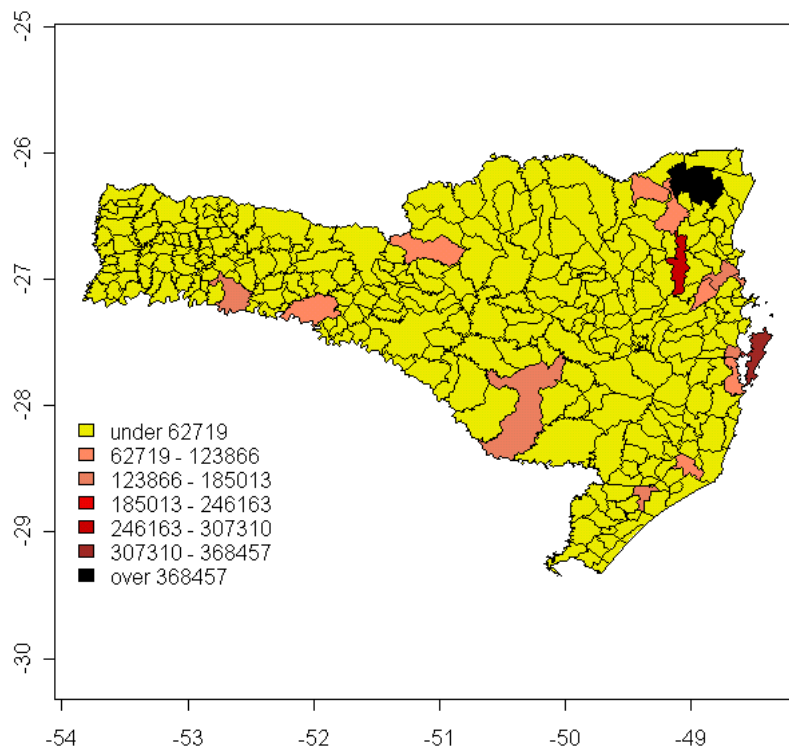 -25
-26
-27
-28
-29
-30
under 62719
62719 - 123866
123866 - 185013
185013 - 246163
246163 - 307310
307310 - 368457
over 368457
-54 -53 -52 -51 -50 -49